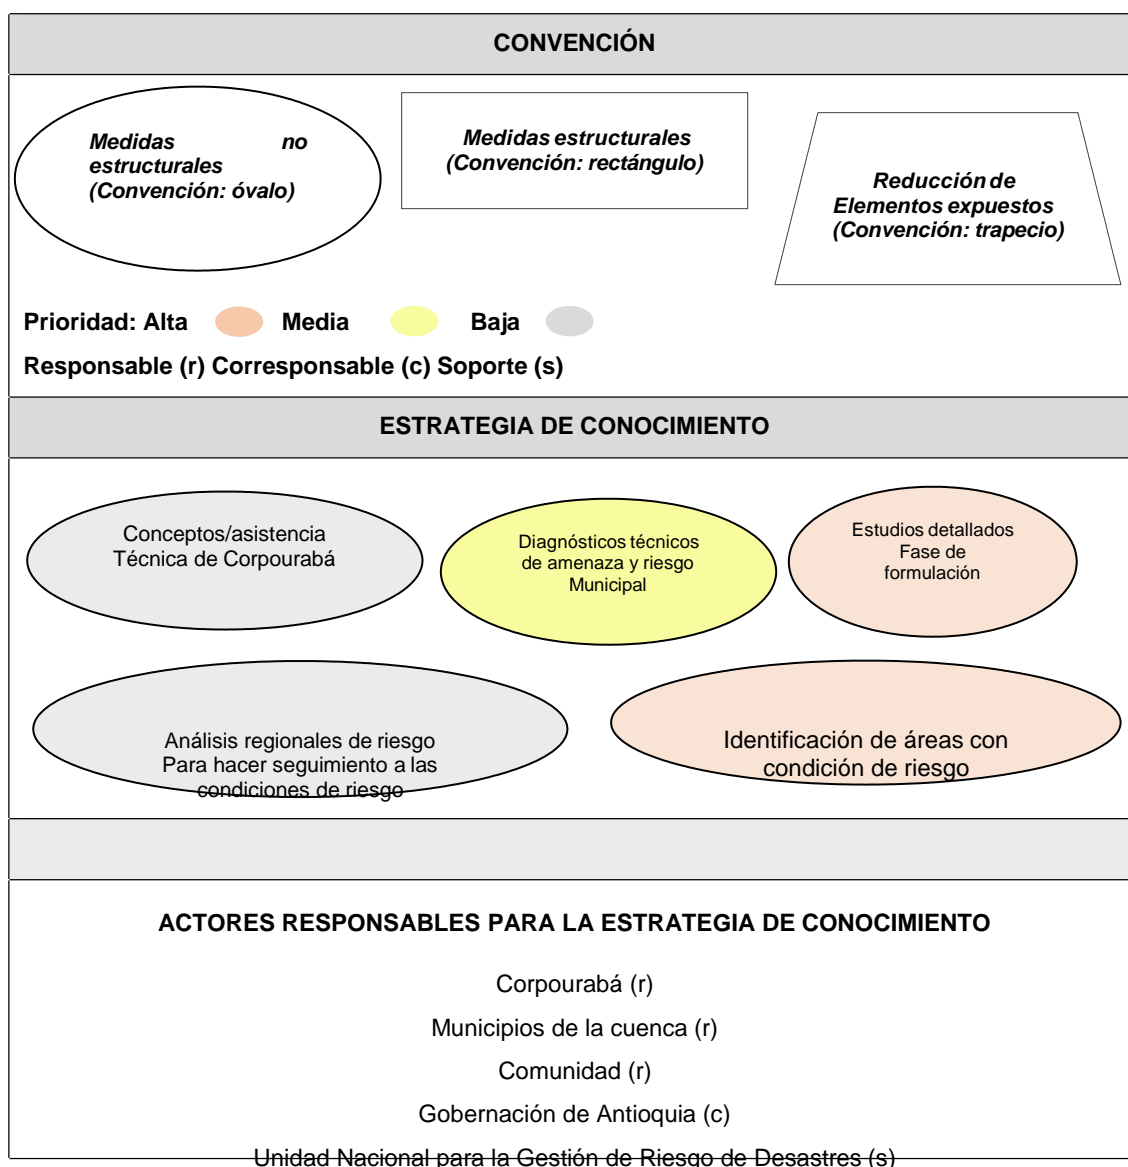 CONVENCIÓN
Medidas no
estructurales
(Convención: óvalo)
Medidas estructurales
(Convención: rectángulo)
Reducción de
Elementos expuestos
(Convención: trapecio)
Prioridad: Alta Media Baja
Responsable (r) Corresponsable (c) Soporte (s)
ESTRATEGIA DE CONOCIMIENTO
Conceptos/asistencia
Técnica de Corpourabá
Diagnósticos técnicos
de amenaza y riesgo
Municipal
Estudios detallados
Fase de
formulación
Análisis regionales de riesgo
Para hacer seguimiento a las
condiciones de riesgo
Identificación de áreas con
condición de riesgo
ACTORES RESPONSABLES PARA LA ESTRATEGIA DE CONOCIMIENTO
Corpourabá (r)
Municipios de la cuenca (r)
Comunidad (r)
Gobernación de Antioquia (c)
Unidad Nacional para la Gestión de Riesgo de Desastres (s)